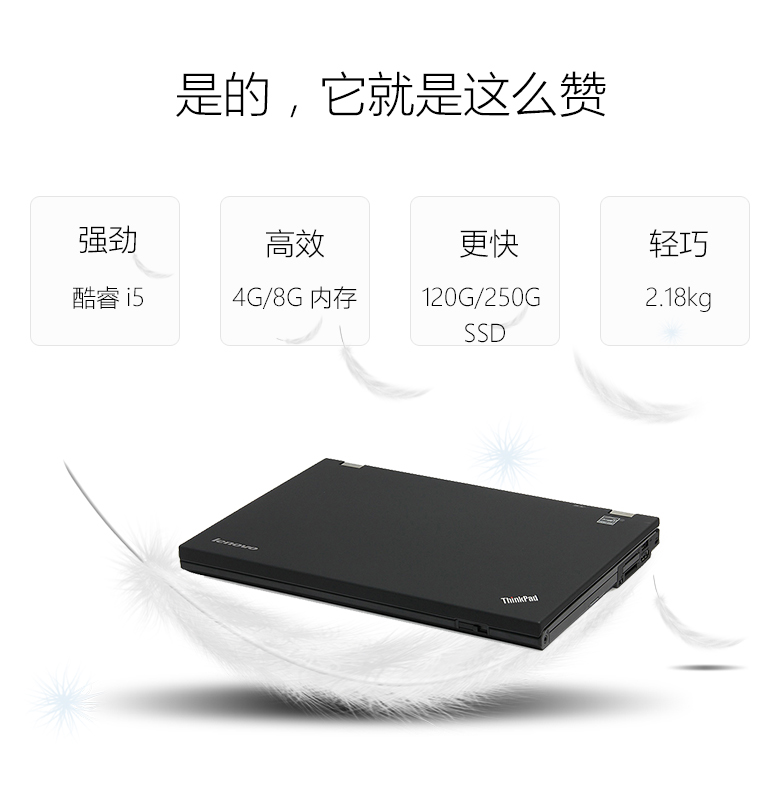 是的，它就是这么赞
强劲
酷睿 i5
高效
4G/8G 内存
更快
120G/250G
SSD
轻巧
2.18kg
lenovo
ThinkPad